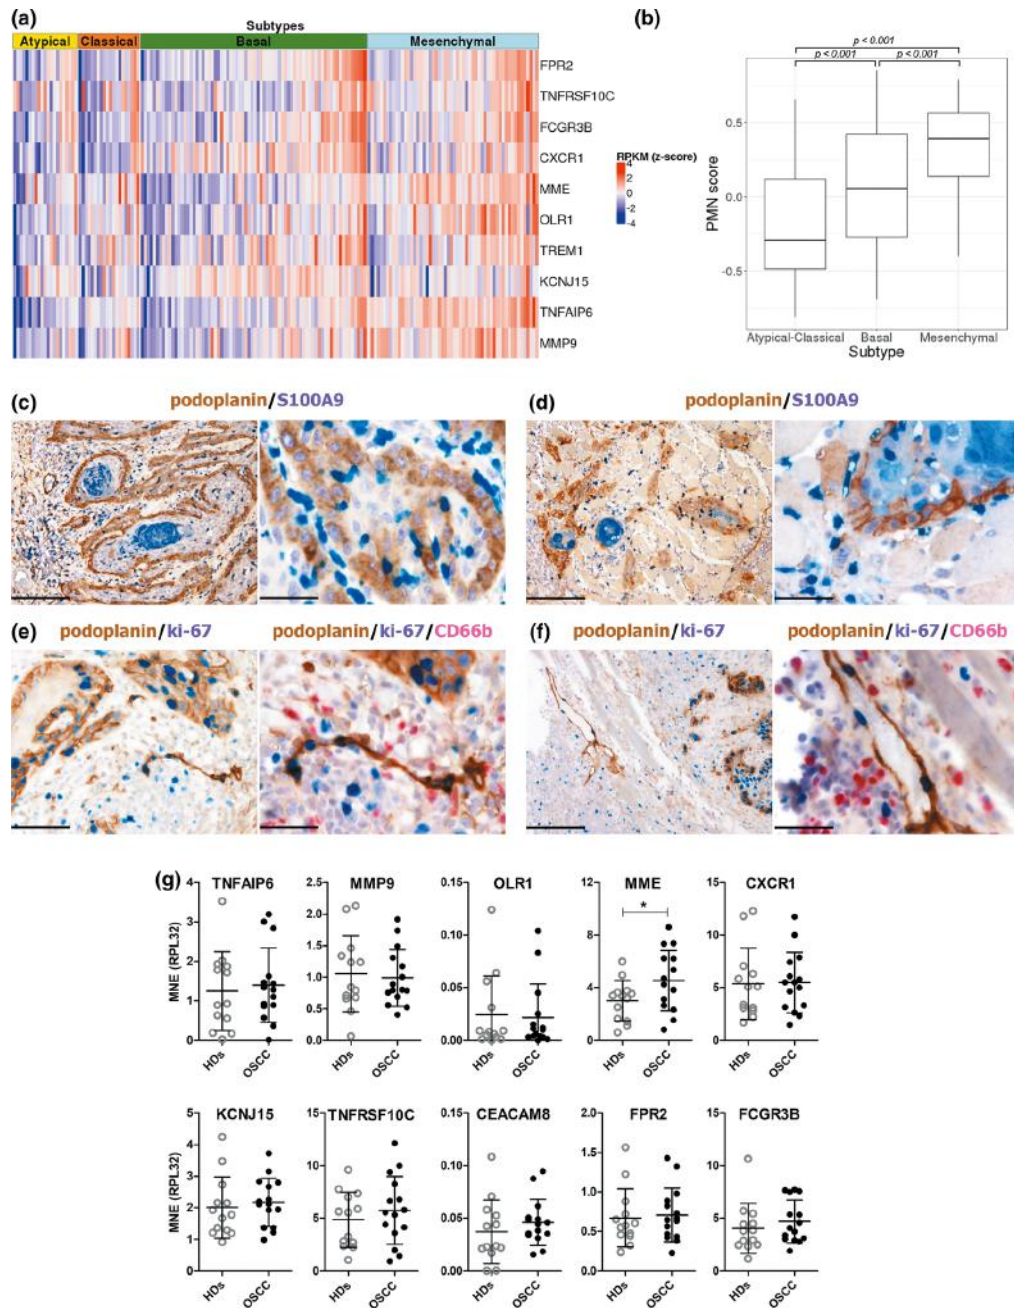 (a)
Subtypes
Atypical Classical Basal Mesenchymal
FPR2
TNFRSF10C
FCGR3B
CXCR1
MME
OLR1
TREM1
KCNJ15
TNFAIP6
MMP9
RPKM (z-score)
4
2
0
-2
-4
(b)
p < 0.001
p < 0.001 p < 0.001
PMN score
0.5
0.0
-0.5
Atypical-Classical Basal Mesenchymal
Subtype
(c) podoplanin/S100A9
(d) podoplanin/S100A9
(e) podoplanin/ki-67 podoplanin/ki-67/CD66b
(f) podoplanin/ki-67 podoplanin/ki-67/CD66b
(g)
TNFAIP6 MMP9 OLR1 MME CXCR1
MNE (RPL32)
4 3 2 1 0
2.5 2.0 1.5 1.0 0.5 0.0
0.15 0.10 0.05 0.00
12 8 4 0
*
15 10 5 0
HDs OSCC HDs OSCC HDs OSCC HDs OSCC HDs OSCC
KCNJ15 TNFRSF10C CEACAM8 FPR2 FCGR3B
MNE (RPL32)
5 4 3 2 1 0
15 10 5 0
0.15 0.10 0.05 0.00
2.0 1.5 1.0 0.5 0.0
15 10 5 0
HDs OSCC HDs OSCC HDs OSCC HDs OSCC HDs OSCC